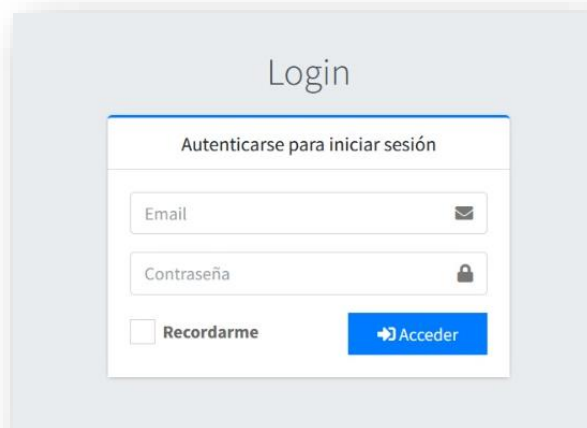 Login
Autenticarse para iniciar sesión
Email
Contraseña
Recordarme
Acceder